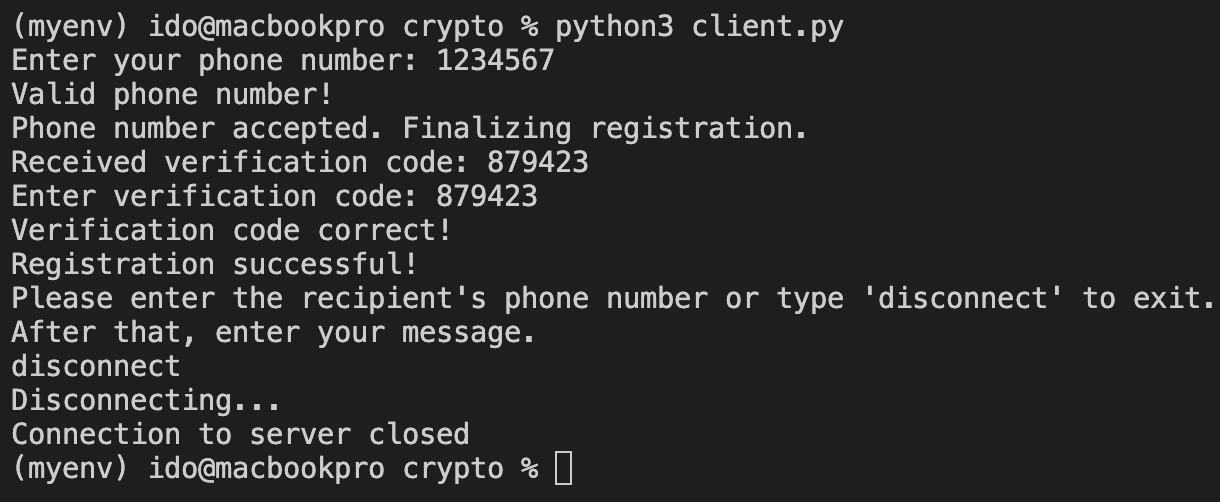 (myenv) ido@macbookpro crypto % python3 client.py
Enter your phone number: 1234567
Valid phone number!
Phone number accepted. Finalizing registration.
Received verification code: 879423
Enter verification code: 879423
Verification code correct!
Registration successful!
Please enter the recipient's phone number or type 'disconnect' to exit.
After that, enter your message.
disconnect
Disconnecting...
Connection to server closed
(myenv) ido@macbookpro crypto %